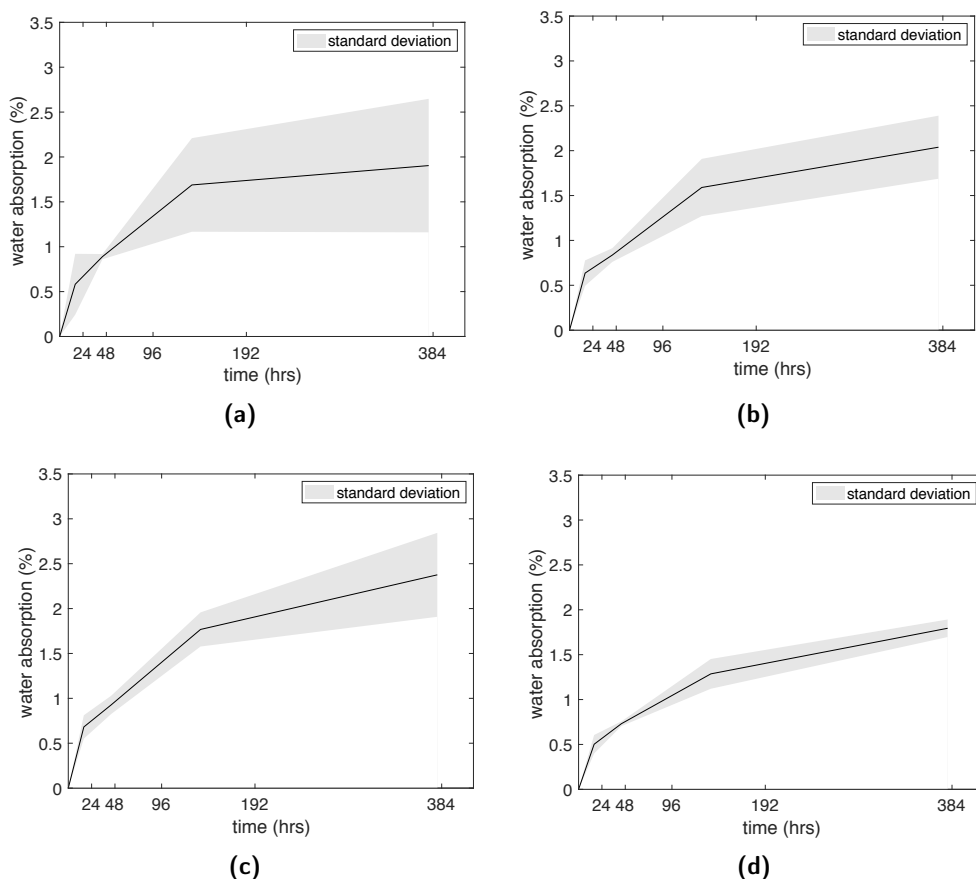 3.5
standard deviation
3
2.5
2
1.5
1
0.5
0
water absorption (%)
24 48 96 192 384
time (hrs)
(a)
3.5
standard deviation
3
2.5
2
1.5
1
0.5
0
water absorption (%)
24 48 96 192 384
time (hrs)
(b)
3.5
standard deviation
3
2.5
2
1.5
1
0.5
0
water absorption (%)
24 48 96 192 384
time (hrs)
(c)
3.5
standard deviation
3
2.5
2
1.5
1
0.5
0
water absorption (%)
24 48 96 192 384
time (hrs)
(d)